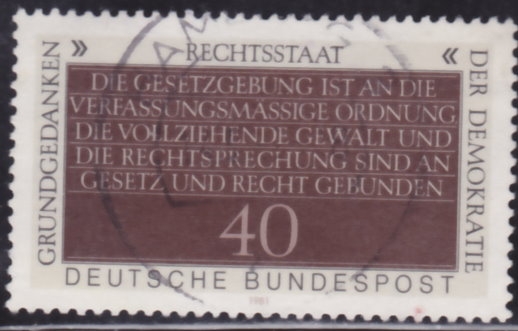 » RECHTSSTAAT «
GRUNDGEDANKEN
DER DEMOKRATIE
DIE GESETZGEBUNG IST AN DIE
VERFASSUNGSMÄSSIGE ORDNUNG
DIE VOLLZIEHENDE GEWALT UND
DIE RECHTSPRECHUNG SIND AN
GESETZ UND RECHT GEBUNDEN
40
DEUTSCHE BUNDESPOST
1981